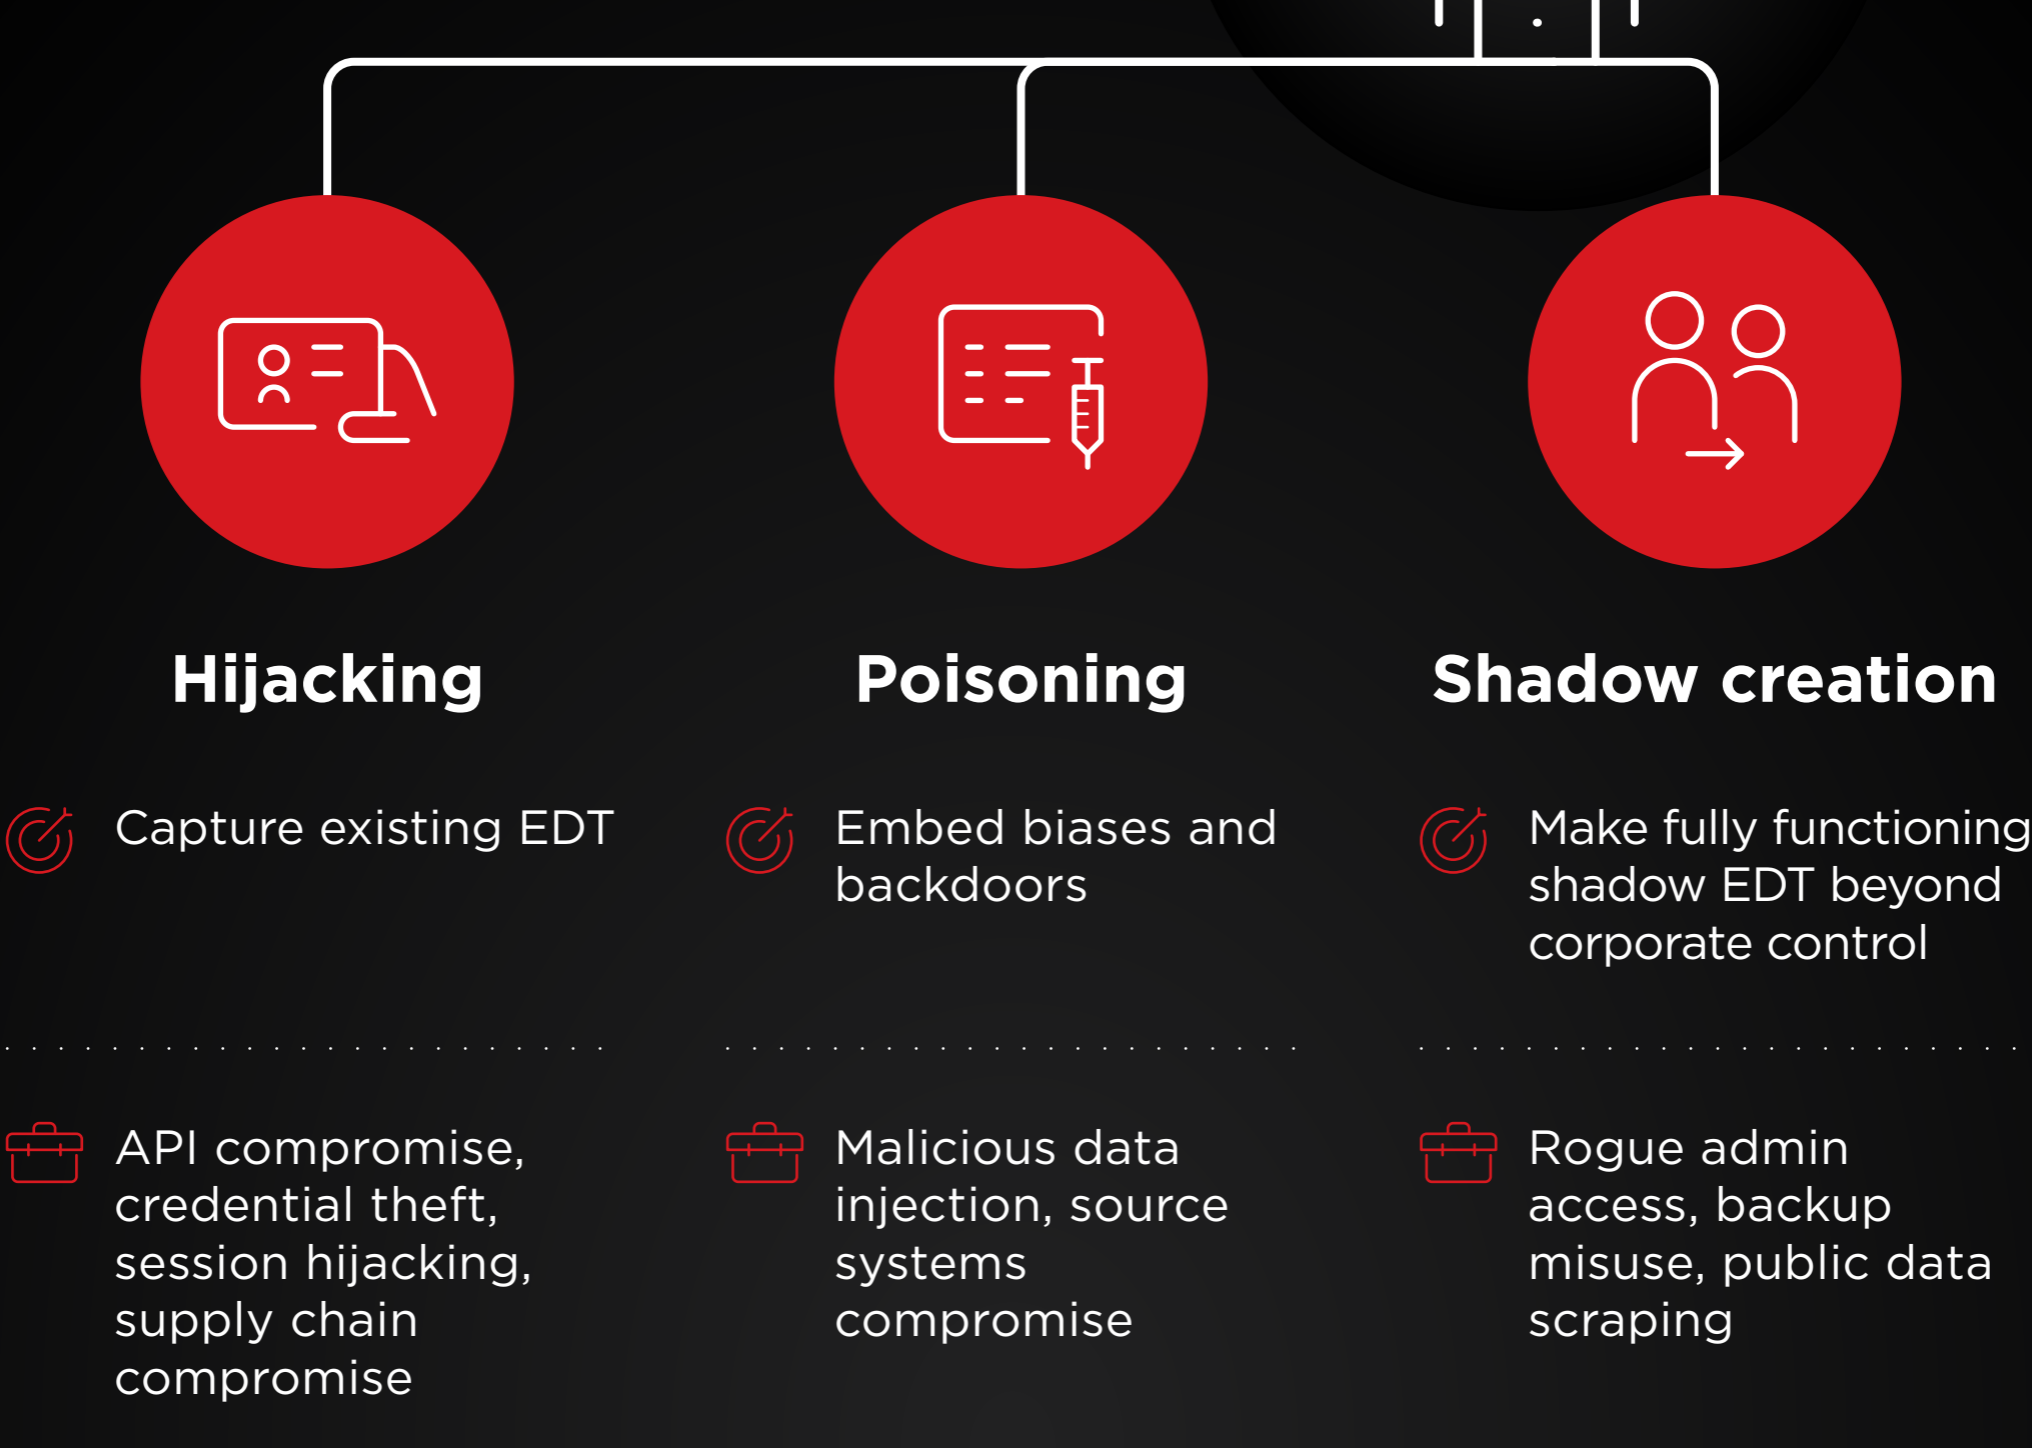 Hijacking
Capture existing EDT
API compromise,
credential theft,
session hijacking,
supply chain
compromise
Poisoning
Embed biases and
backdoors
Malicious data
injection, source
systems
compromise
Shadow creation
Make fully functioning
shadow EDT beyond
corporate control
Rogue admin
access, backup
misuse, public data
scraping